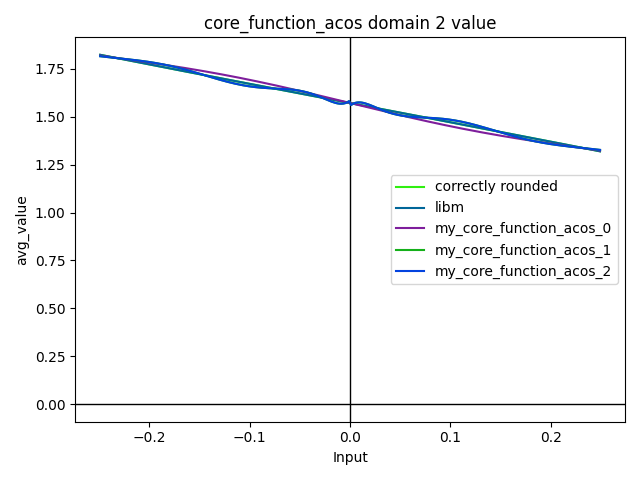 core_function_acos domain 2 value
avg_value
1.75
1.50
1.25
1.00
0.75
0.50
0.25
0.00
correctly rounded
libm
my_core_function_acos_0
my_core_function_acos_1
my_core_function_acos_2
−0.2
−0.1
0.0
0.1
0.2
Input